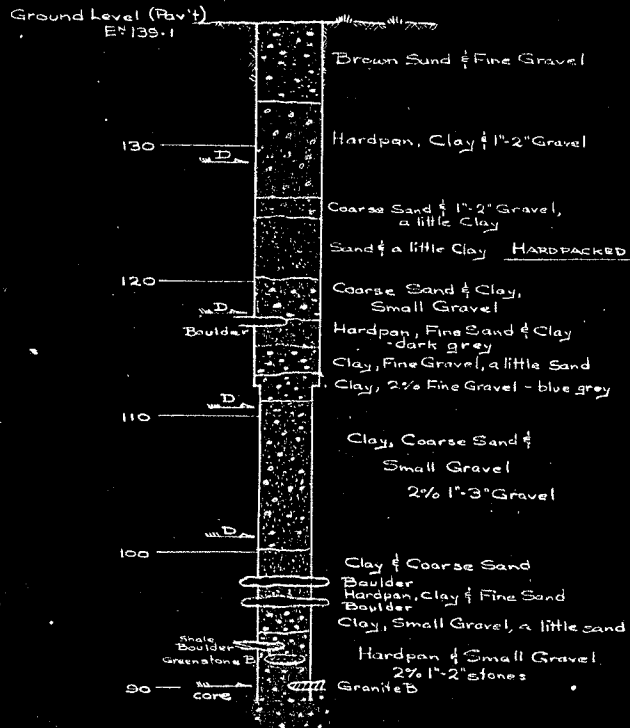 Ground Level (Pav't)
El'n 139.1
Brown Sand & Fine Gravel
130
D
Hardpan, Clay & 1"-2" Gravel
Coarse Sand & 1"-2" Gravel,
a little Clay
Sand & a little Clay HARDPACKED
120
Coarse Sand & Clay,
Small Gravel
D
Boulder
Hardpan, Fine Sand & Clay
-dark grey
Clay, Fine Gravel, a little Sand
Clay, 2% Fine Gravel - blue grey
D
110
Clay, Coarse Sand &
Small Gravel
2% 1"-3" Gravel
D
100
Clay & Coarse Sand
Boulder
Hardpan, Clay & Fine Sand
Boulder
Clay, Small Gravel, a little sand
Shale
Boulder
Greenstone B
Hardpan & Small Gravel
2% 1"-2" stones
90
core
Granite B